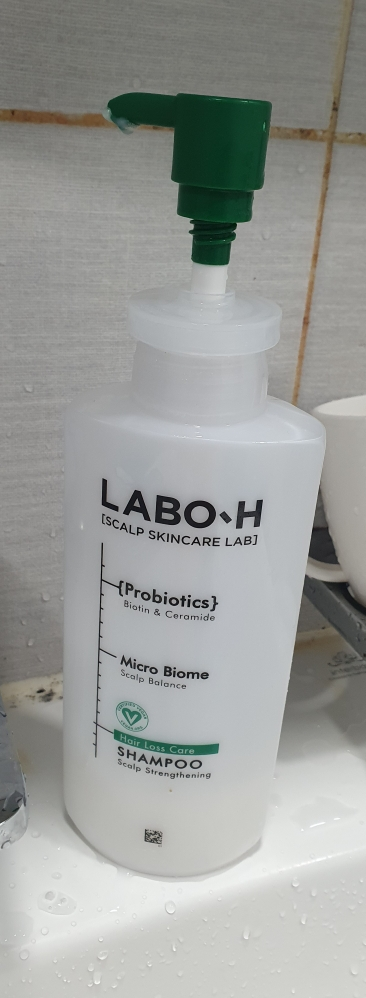 LABO-H
[SCALP SKINCARE LAB]
{Probiotics}
Biotin & Ceramide
Micro Biome
Scalp Balance
Hair Loss Care
SHAMPOO
Scalp Strengthening